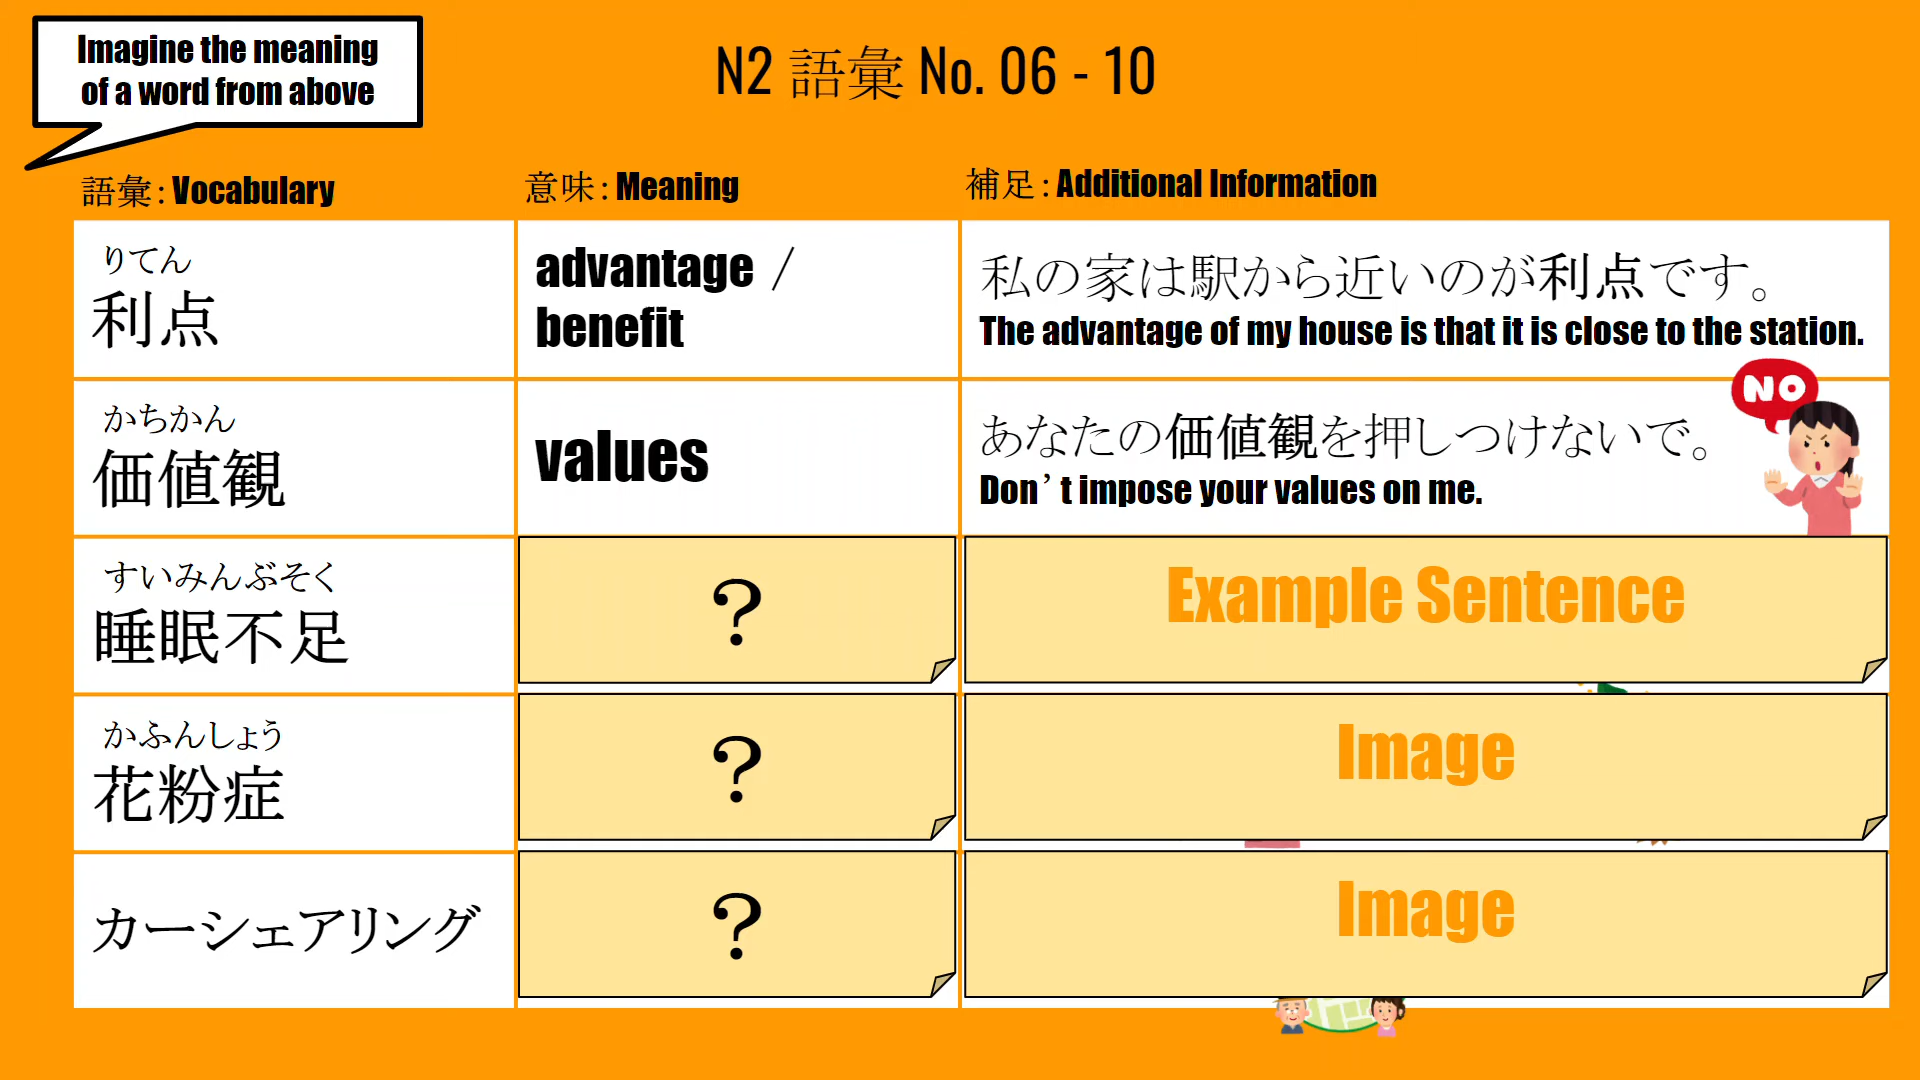 Imagine the meaning
of a word from above
N2 語彙 No. 06 - 10
語彙 : Vocabulary
意味 : Meaning
補足 : Additional Information
りてん
利点
advantage /
benefit
私の家は駅から近いのが利点です。
The advantage of my house is that it is close to the station.
かちかん
価値観
values
あなたの価値観を押しつけないで。
Don’t impose your values on me.
NO
すいみんぶそく
睡眠不足
?
Example Sentence
かふんしょう
花粉症
?
Image
カーシェアリング
?
Image